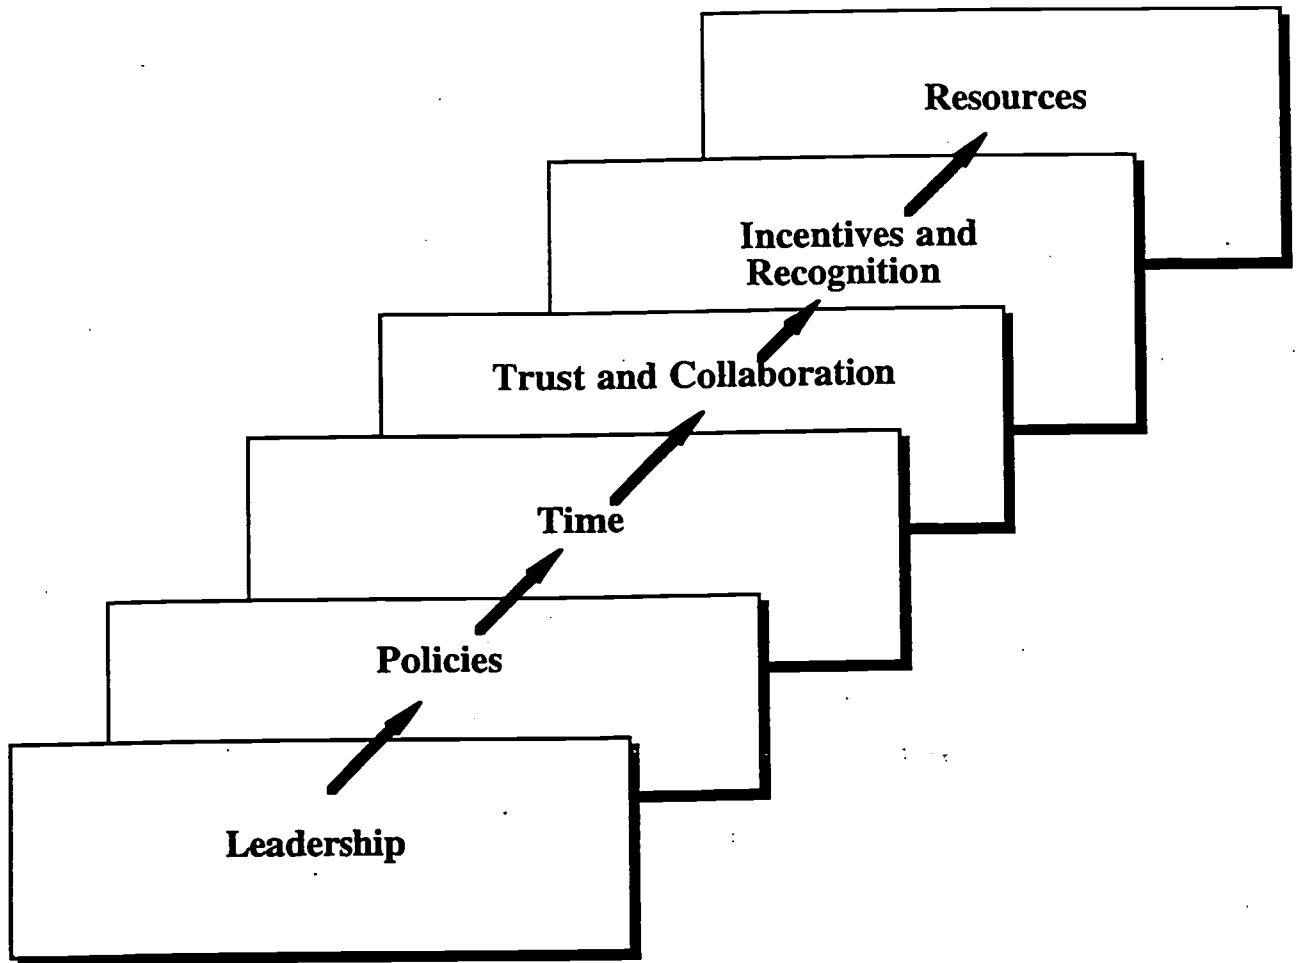 Resources
Incentives and
Recognition
Trust and Collaboration
Time
Policies
Leadership